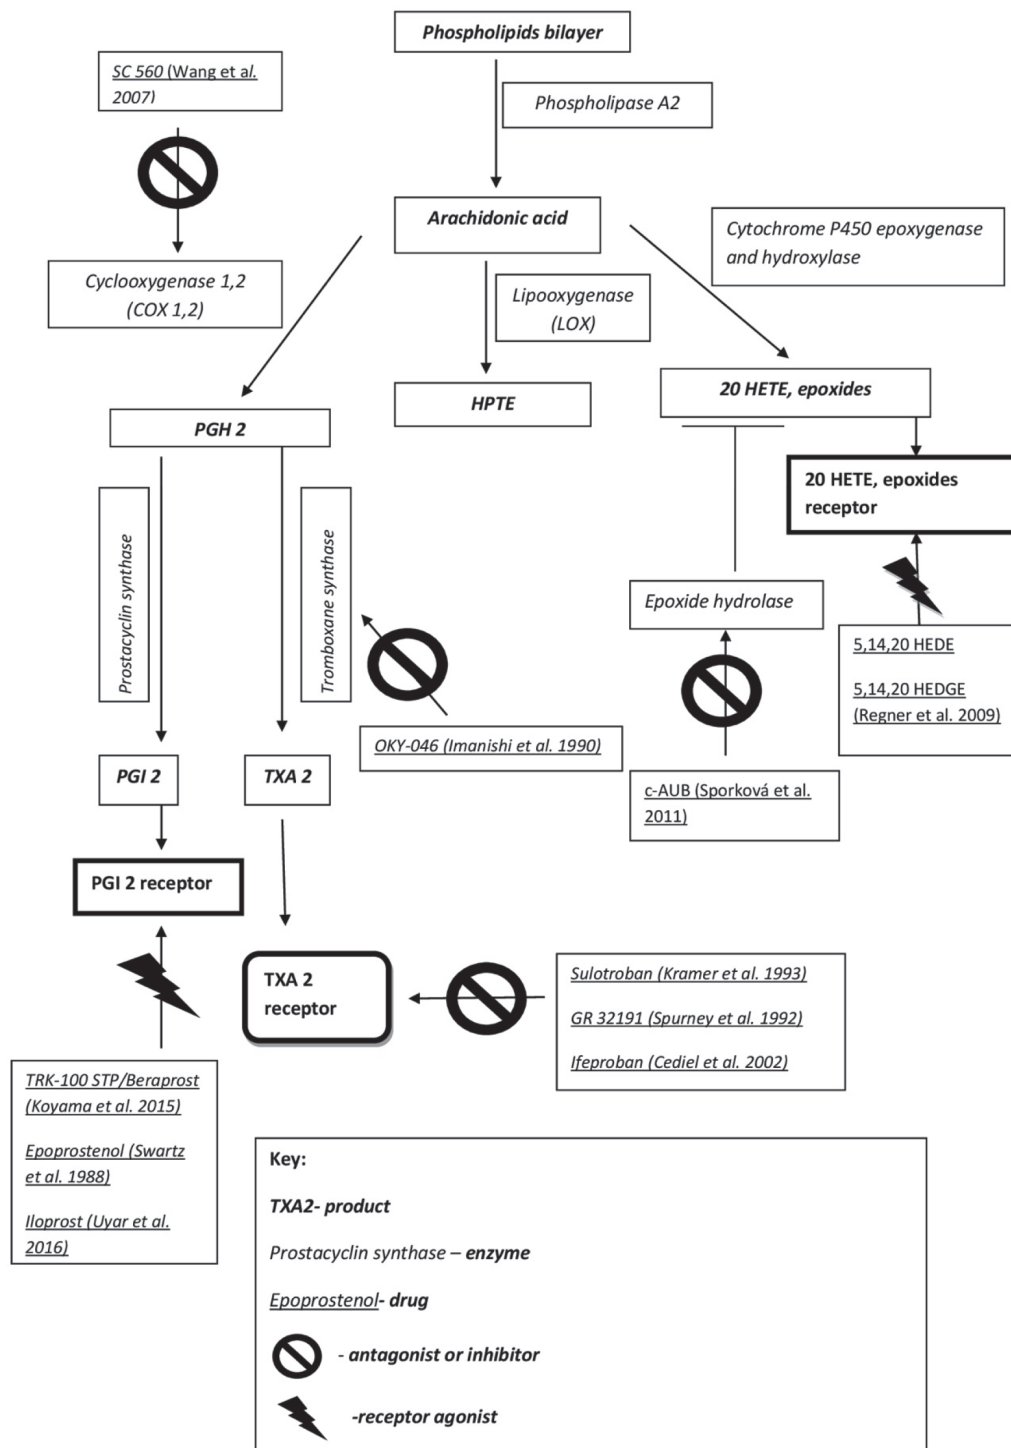 Phospholipids bilayer
SC 560 (Wang et al.
2007)
Phospholipase A2
Arachidonic acid
Cytochrome P450 epoxygenase
and hydroxylase
Cyclooxygenase 1,2
(COX 1,2)
Lipooxygenase
(LOX)
HPTE
20 HETE, epoxides
PGH 2
20 HETE, epoxides
receptor
Prostacyclin synthase
Tromboxane synthase
Epoxide hydrolase
5,14,20 HEDE
5,14,20 HEDGE
(Regner et al. 2009)
OKY-046 (Imanishi et al. 1990)
PGI 2
TXA 2
c-AUB (Sporková et al.
2011)
PGI 2 receptor
TXA 2
receptor
Sulotroban (Kramer et al. 1993)
GR 32191 (Spurney et al. 1992)
Ifeproban (Cediel et al. 2002)
TRK-100 STP/Beraprost
(Koyama et al. 2015)
Epoprostenol (Swartz
et al. 1988)
Iloprost (Uyar et al.
2016)
Key:
TXA2- product
Prostacyclin synthase – enzyme
Epoprostenol- drug
- antagonist or inhibitor
-receptor agonist